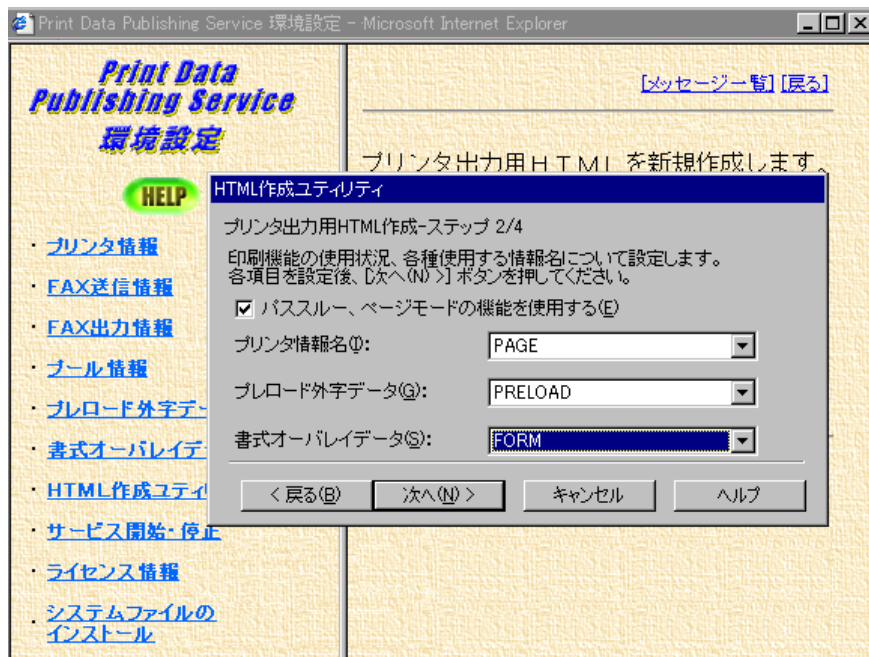 Print Data Publishing Service 環境設定 - Microsoft Internet Explorer
Print Data
Publishing Service
環境設定
HELP
・プリンタ情報
・FAX送信情報
・FAX出力情報
・プール情報
・プレロード外字デー
・書式オーバレイデー
・HTML作成ユティリ
・サービス開始・停止
・ライセンス情報
・システムファイルの
インストール
[メッセージ一覧] [戻る]
プリンタ出力用HTMLを新規作成します。
HTML作成ユティリティ
プリンタ出力用HTML作成-ステップ 2/4
印刷機能の使用状況、各種使用する情報名について設定します。
各項目を設定後、[次へ(N) >] ボタンを押してください。
パススルー、ページモードの機能を使用する(E)
プリンタ情報名(I): PAGE
プレロード外字データ(G): PRELOAD
書式オーバレイデータ(S): FORM
< 戻る(B) 次へ(N) > キャンセル ヘルプ